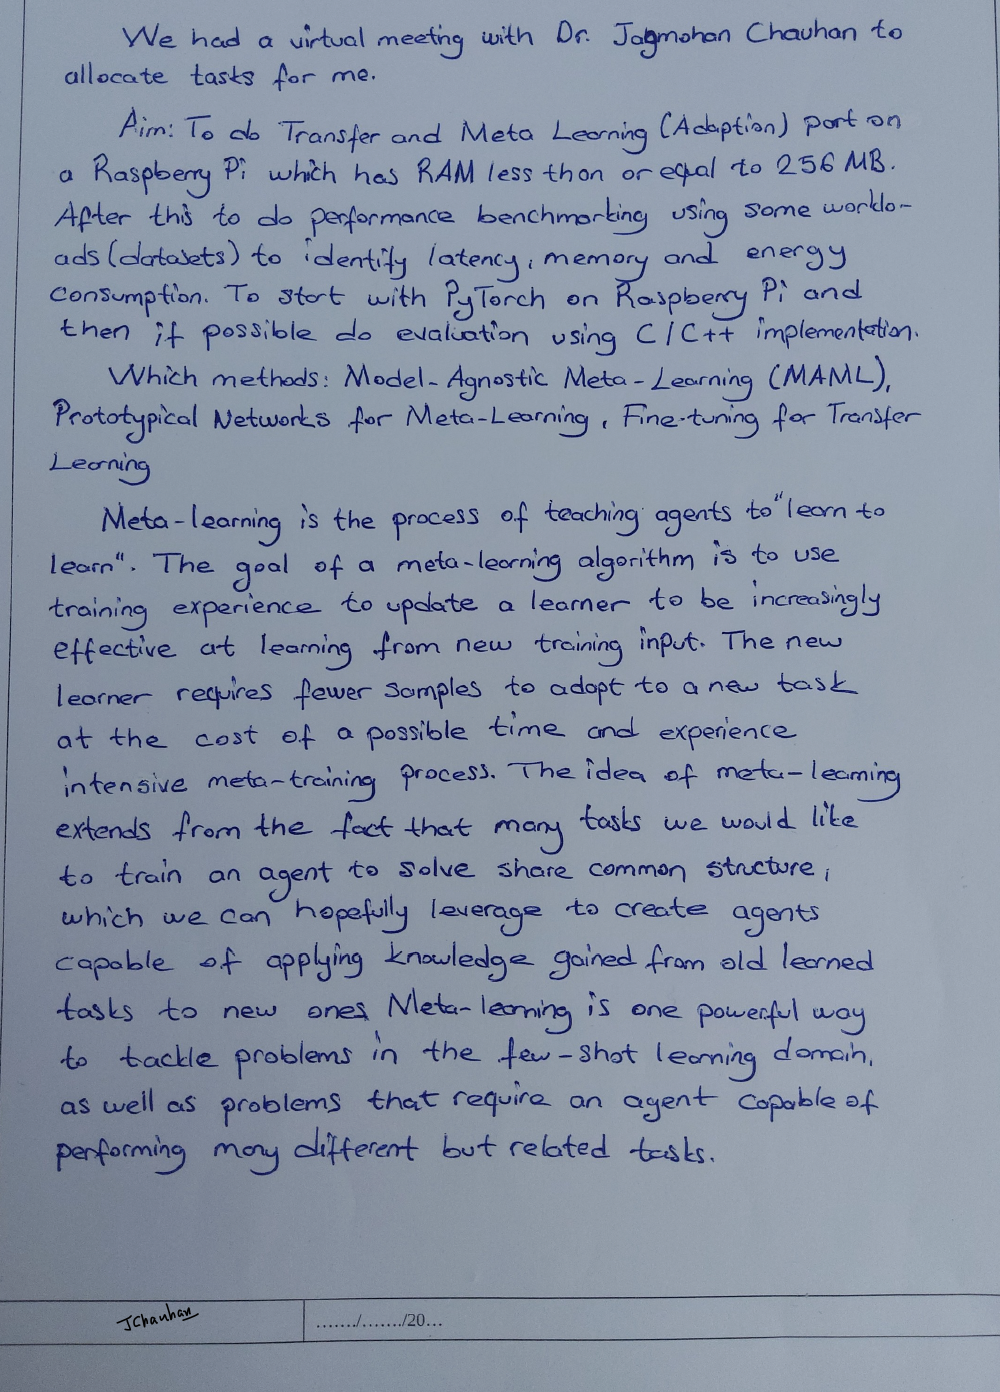 We had a virtual meeting with Dr. Jagmohan Chauhan to
allocate tasks for me.
Aim: To do Transfer and Meta Learning (Adaption) part on
a Raspberry Pi which has RAM less than or equal to 256 MB.
After this to do performance benchmarking using some worklo-
ads (datasets) to identify latency, memory and energy
consumption. To start with PyTorch on Raspberry Pi and
then if possible do evaluation using C/C++ implementation.
Which methods: Model-Agnostic Meta-Learning (MAML),
Prototypical Networks for Meta-Learning, Fine-tuning for Transfer
Learning
Meta-learning is the process of teaching agents to "learn to
learn". The goal of a meta-learning algorithm is to use
training experience to update a learner to be increasingly
effective at learning from new training input. The new
learner requires fewer samples to adopt to a new task
at the cost of a possible time and experience
intensive meta-training process. The idea of meta-learning
extends from the fact that many tasks we would like
to train an agent to solve share common structure,
which we can hopefully leverage to create agents
capable of applying knowledge gained from old learned
tasks to new ones. Meta-learning is one powerful way
to tackle problems in the few-shot learning domain,
as well as problems that require an agent capable of
performing many different but related tasks.
JChauhan
......./......./20...